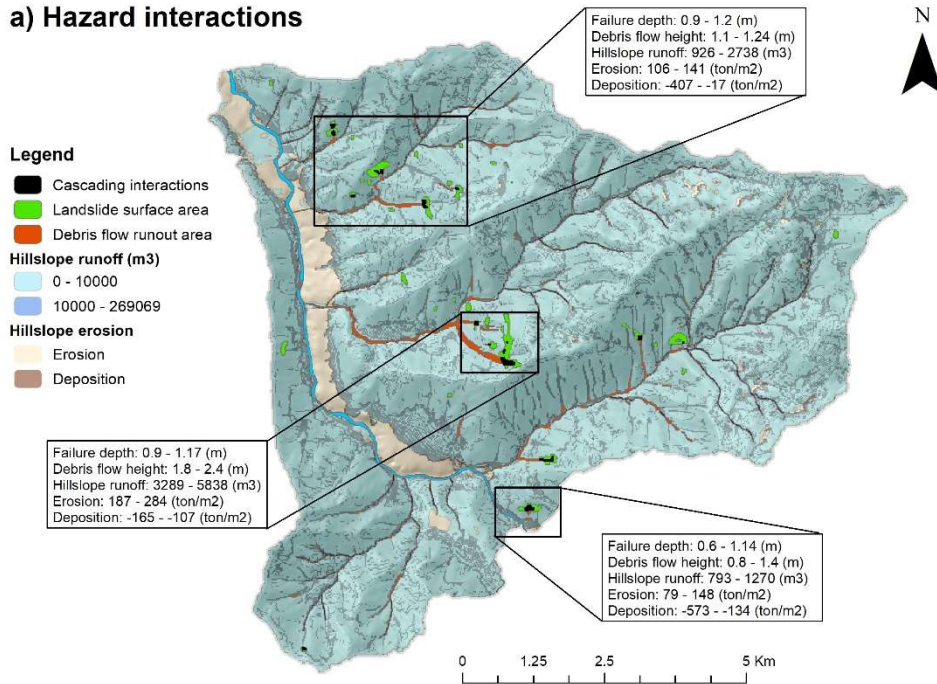 a) Hazard interactions
Failure depth: 0.9 - 1.2 (m)
Debris flow height: 1.1 - 1.24 (m)
Hillslope runoff: 926 - 2738 (m3)
Erosion: 106 - 141 (ton/m2)
Deposition: -407 - -17 (ton/m2)
N
Legend
Cascading interactions
Landslide surface area
Debris flow runout area
Hillslope runoff (m3)
0 - 10000
10000 - 269069
Hillslope erosion
Erosion
Deposition
Failure depth: 0.9 - 1.17 (m)
Debris flow height: 1.8 - 2.4 (m)
Hillslope runoff: 3289 - 5838 (m3)
Erosion: 187 - 284 (ton/m2)
Deposition: -165 - -107 (ton/m2)
Failure depth: 0.6 - 1.14 (m)
Debris flow height: 0.8 - 1.4 (m)
Hillslope runoff: 793 - 1270 (m3)
Erosion: 79 - 148 (ton/m2)
Deposition: -573 - -134 (ton/m2)
0 1.25 2.5 5 Km